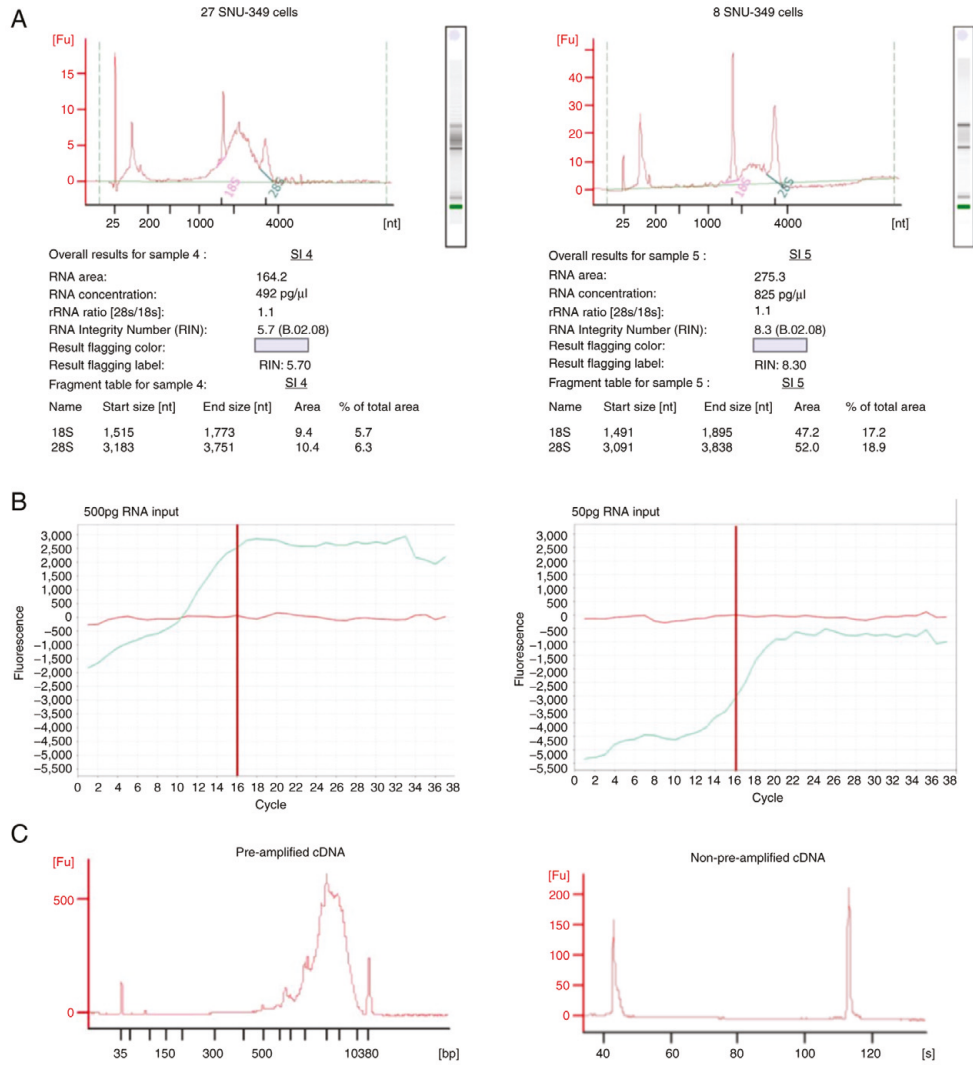 A
27 SNU-349 cells
[Fu]
15
10
5
0
18S
28S
25 200 1000 4000 [nt]
Overall results for sample 4 : SI 4
RNA area: 164.2
RNA concentration: 492 pg/µl
rRNA ratio [28s/18s]: 1.1
RNA Integrity Number (RIN): 5.7 (B.02.08)
Result flagging color:
Result flagging label: RIN: 5.70
Fragment table for sample 4: SI 4
Name Start size [nt] End size [nt] Area % of total area
18S 1,515 1,773 9.4 5.7
28S 3,183 3,751 10.4 6.3
8 SNU-349 cells
[Fu]
40
30
20
10
0
18S
28S
25 200 1000 4000 [nt]
Overall results for sample 5 : SI 5
RNA area: 275.3
RNA concentration: 825 pg/µl
rRNA ratio [28s/18s]: 1.1
RNA Integrity Number (RIN): 8.3 (B.02.08)
Result flagging color:
Result flagging label: RIN: 8.30
Fragment table for sample 5 : SI 5
Name Start size [nt] End size [nt] Area % of total area
18S 1,491 1,895 47.2 17.2
28S 3,091 3,838 52.0 18.9
B
500pg RNA input
Fluorescence
3,000
2,500
2,000
1,500
1,000
500
0
−500
−1,000
−1,500
−2,000
−2,500
−3,000
−3,500
−4,000
−4,500
−5,000
−5,500
0 2 4 6 8 10 12 14 16 18 20 22 24 26 28 30 32 34 36 38
Cycle
50pg RNA input
Fluorescence
3,000
2,500
2,000
1,500
1,000
500
0
−500
−1,000
−1,500
−2,000
−2,500
−3,000
−3,500
−4,000
−4,500
−5,000
−5,500
0 2 4 6 8 10 12 14 16 18 20 22 24 26 28 30 32 34 36 38
Cycle
C
Pre-amplified cDNA
[Fu]
500
0
35 150 300 500 10380 [bp]
Non-pre-amplified cDNA
[Fu]
200
150
100
50
0
40 60 80 100 120 [s]